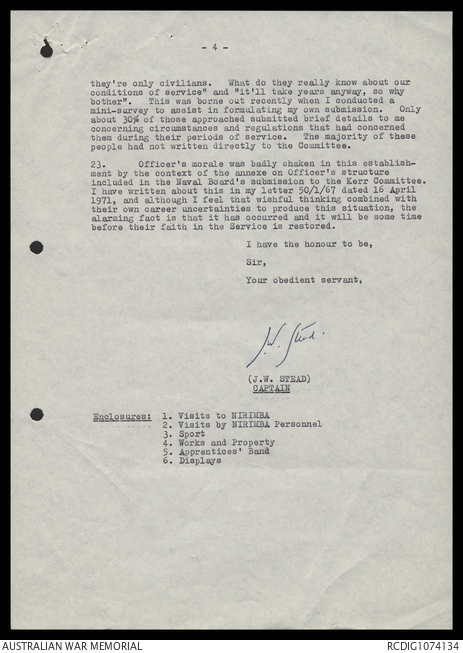 - 4 -
they're only civilians. What do they really know about our
conditions of service" and "it'll take years anyway, so why
bother". This was borne out recently when I conducted a
mini-survey to assist in formulating my own submission. Only
about 30% of those approached submitted brief details to me
concerning circumstances and regulations that had concerned
them during their periods of service. The majority of these
people had not written directly to the Committee.
23. Officer's morale was badly shaken in this establish-
ment by the context of the annexe on Officer's structure
included in the Naval Board's submission to the Kerr Committee.
I have written about this in my letter 50/1/67 dated 16 April
1971, and although I feel that wishful thinking combined with
their own career uncertainties to produce this situation, the
alarming fact is that it has occurred and it will be some time
before their faith in the Service is restored.
I have the honour to be,
Sir,
Your obedient servant,
J.W. Stead.
(J.W. STEAD)
CAPTAIN
Enclosures: 1. Visits to NIRIMBA
2. Visits by NIRIMBA Personnel
3. Sport
4. Works and Property
5. Apprentices' Band
6. Displays
AUSTRALIAN WAR MEMORIAL
RCDIG1074134